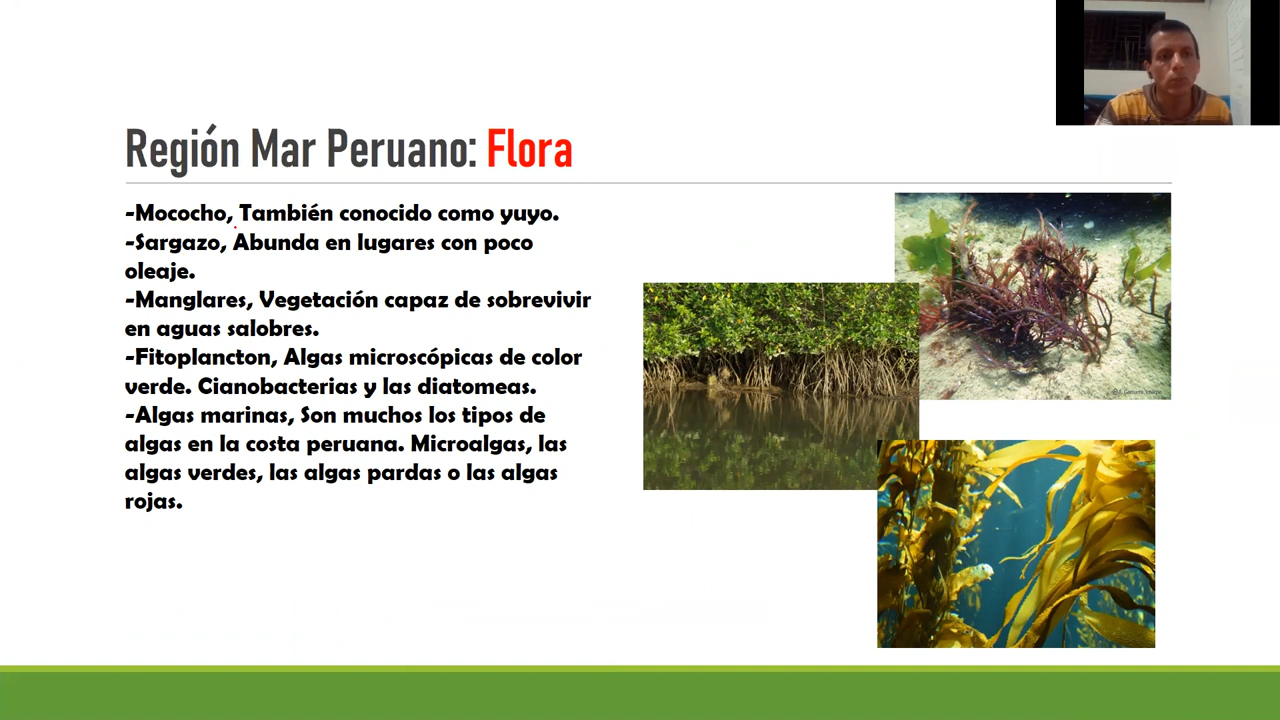 Región Mar Peruano: Flora
-Mococho, También conocido como yuyo.
-Sargazo, Abunda en lugares con poco
oleaje.
-Manglares, Vegetación capaz de sobrevivir
en aguas salobres.
-Fitoplancton, Algas microscópicas de color
verde. Cianobacterias y las diatomeas.
-Algas marinas, Son muchos los tipos de
algas en la costa peruana. Microalgas, las
algas verdes, las algas pardas o las algas
rojas.